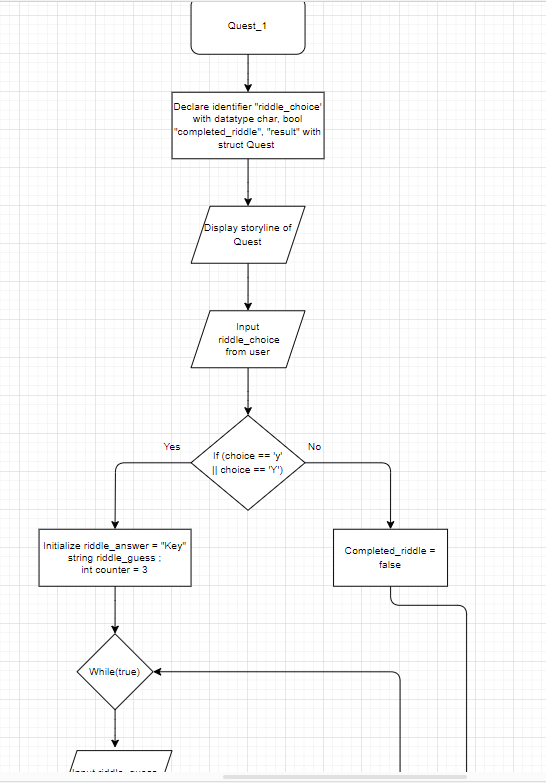 Quest_1
Declare identifier "riddle_choice'
with datatype char, bool
"completed_riddle", "result" with
struct Quest
Display storyline of
Quest
Input
riddle_choice
from user
If (choice == 'y'
|| choice == 'Y')
Yes
No
Initialize riddle_answer = "Key"
string riddle_guess ;
int counter = 3
Completed_riddle =
false
While(true)